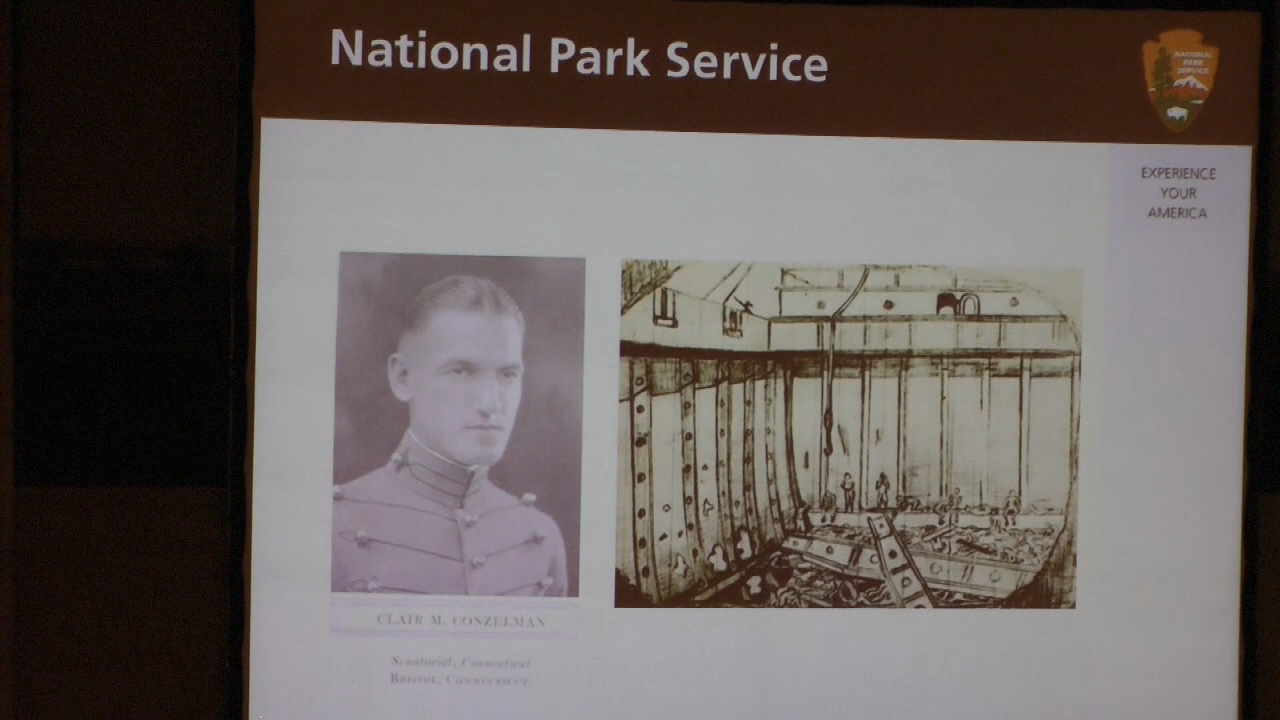 National Park Service
NATIONAL
PARK
SERVICE
EXPERIENCE
YOUR
AMERICA
CLAIR M. CONZELMAN
Senatorial, Connecticut
BRISTOL, CONNECTICUT